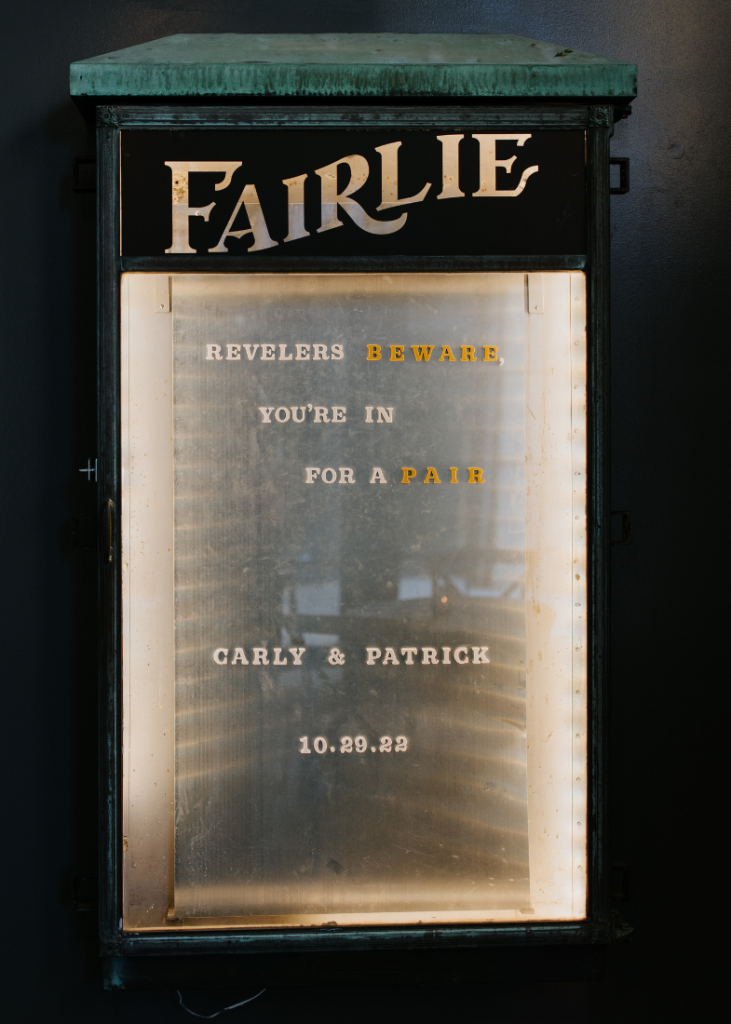 FAIRLIE
REVELERS BEWARE,
YOU'RE IN
FOR A PAIR
CARLY & PATRICK
10.29.22